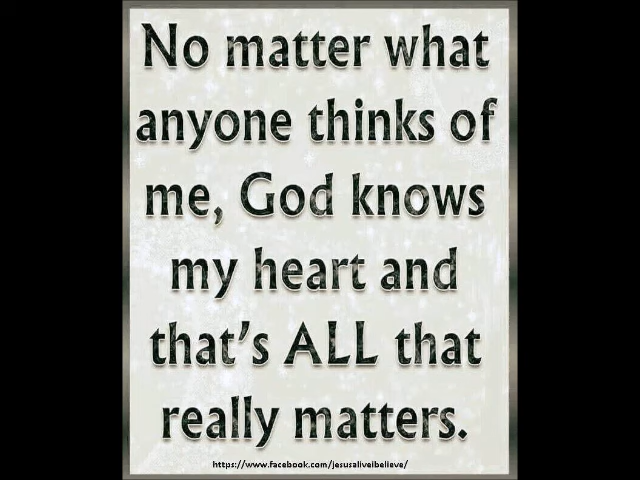 No matter what
anyone thinks of
me, God knows
my heart and
that's ALL that
really matters.
https://www.facebook.com/jesusaliveibelieve/